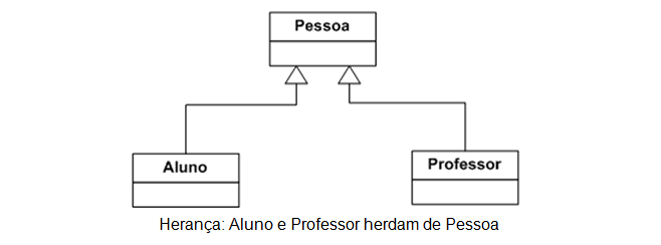 Pessoa
Aluno
Professor
Herança: Aluno e Professor herdam de Pessoa